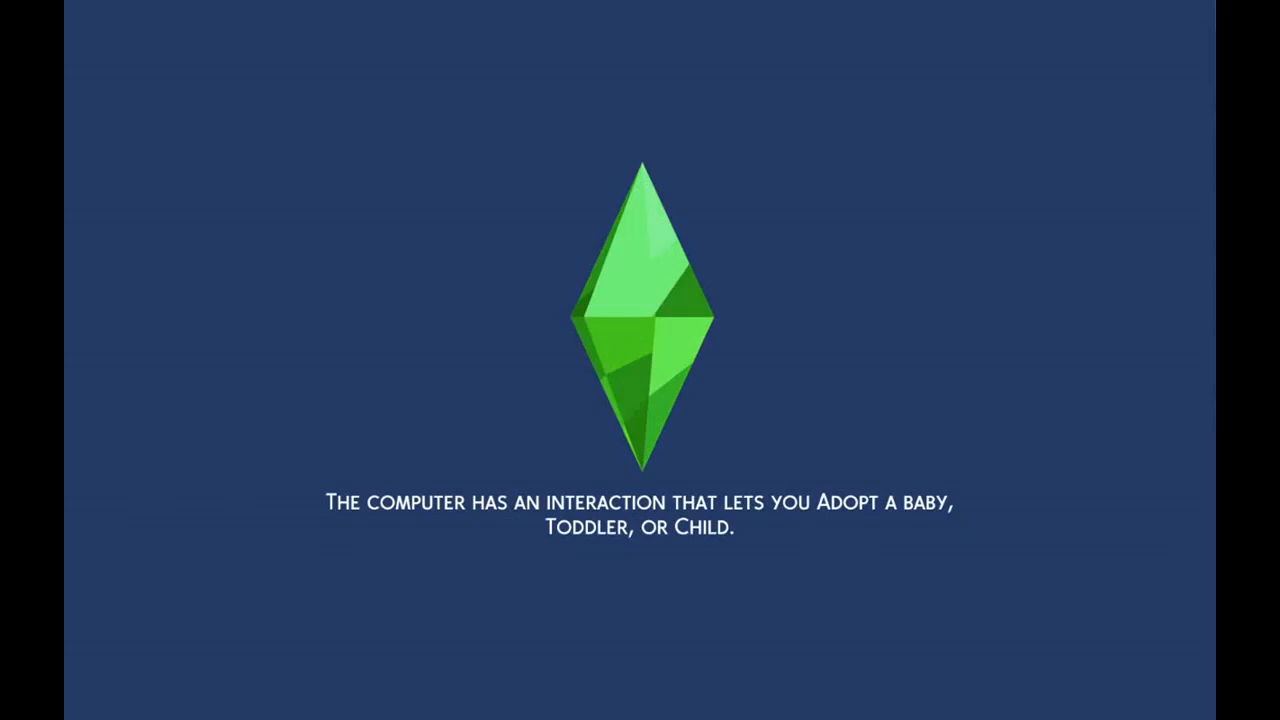 The computer has an interaction that lets you Adopt a baby,
Toddler, or Child.